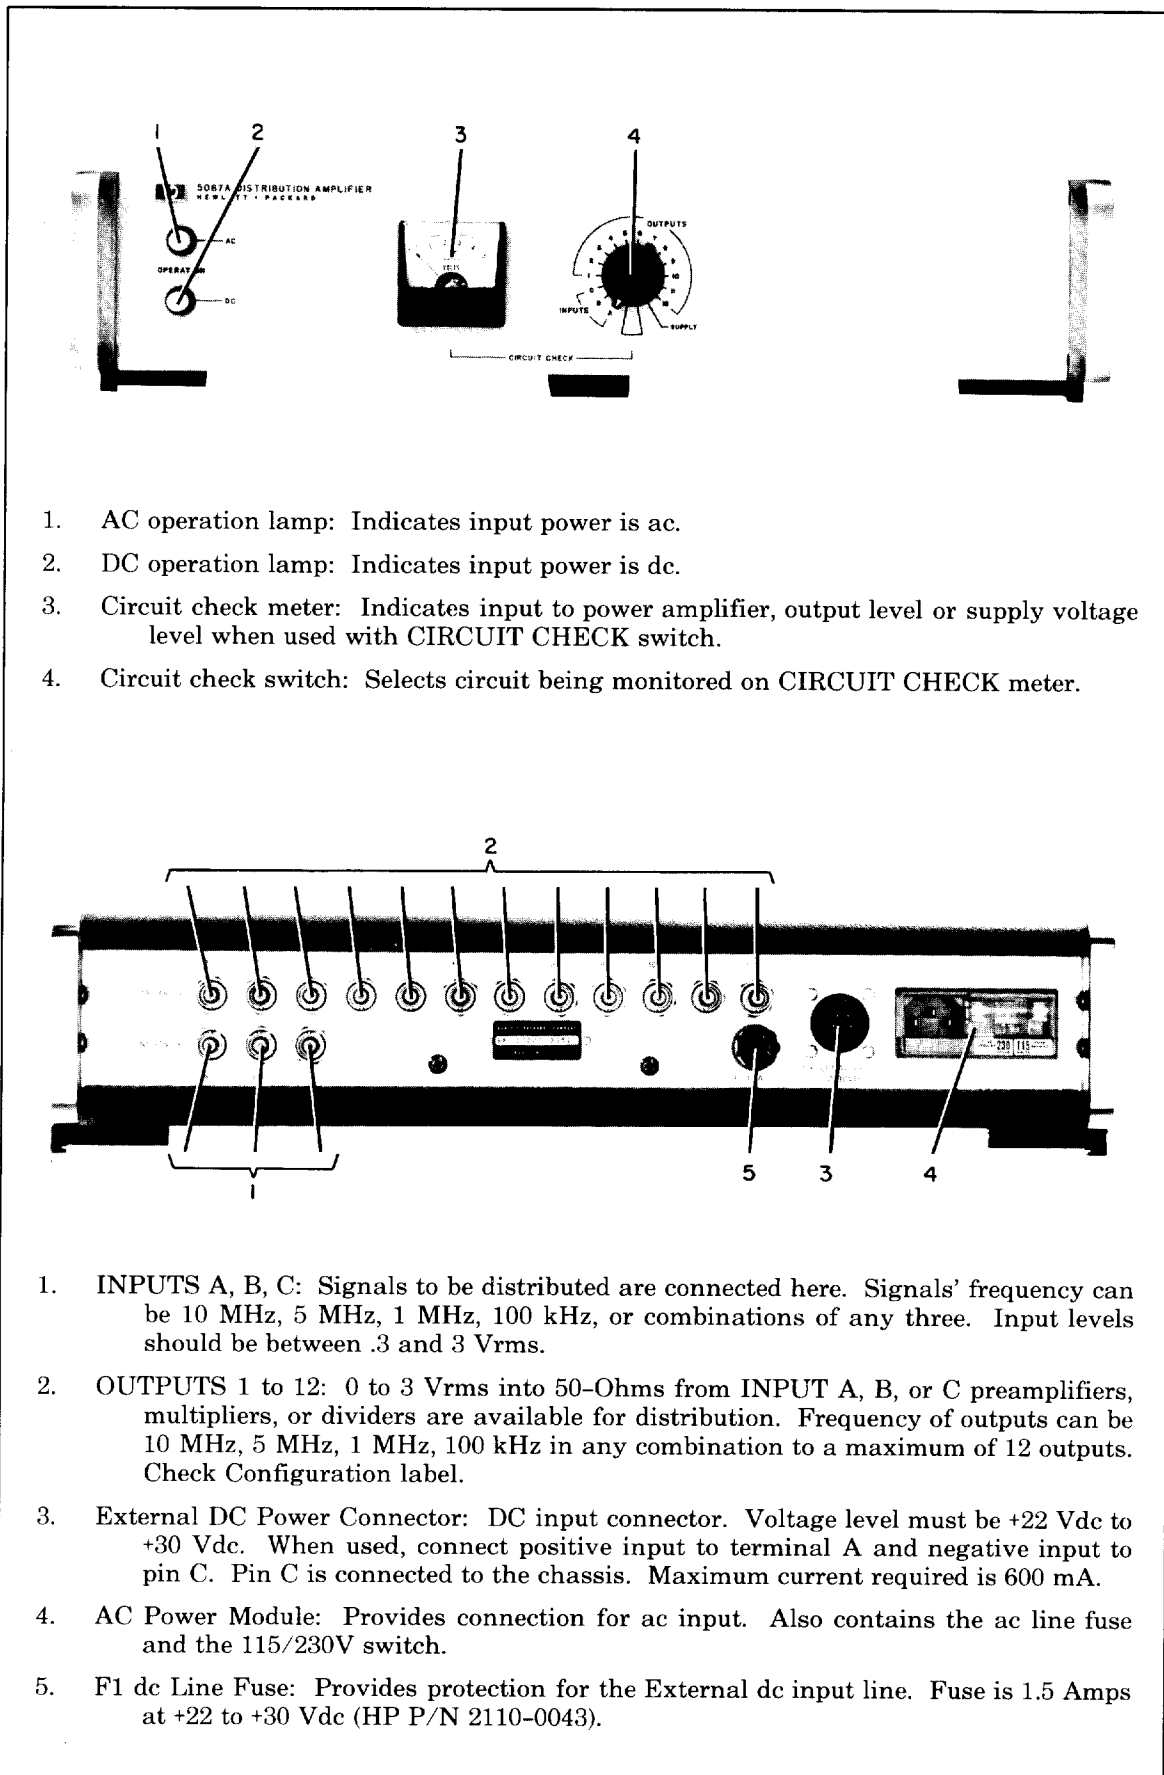 1 2 3 4
5087A DISTRIBUTION AMPLIFIER
HEWLETT • PACKARD
AC
DC
VOLTS
OUTPUTS
INPUTS
SUPPLY
CIRCUIT CHECK
1. AC operation lamp: Indicates input power is ac.
2. DC operation lamp: Indicates input power is dc.
3. Circuit check meter: Indicates input to power amplifier, output level or supply voltage
level when used with CIRCUIT CHECK switch.
4. Circuit check switch: Selects circuit being monitored on CIRCUIT CHECK meter.
2
230 115
5 3 4
1
1. INPUTS A, B, C: Signals to be distributed are connected here. Signals' frequency can
be 10 MHz, 5 MHz, 1 MHz, 100 kHz, or combinations of any three. Input levels
should be between .3 and 3 Vrms.
2. OUTPUTS 1 to 12: 0 to 3 Vrms into 50-Ohms from INPUT A, B, or C preamplifiers,
multipliers, or dividers are available for distribution. Frequency of outputs can be
10 MHz, 5 MHz, 1 MHz, 100 kHz in any combination to a maximum of 12 outputs.
Check Configuration label.
3. External DC Power Connector: DC input connector. Voltage level must be +22 Vdc to
+30 Vdc. When used, connect positive input to terminal A and negative input to
pin C. Pin C is connected to the chassis. Maximum current required is 600 mA.
4. AC Power Module: Provides connection for ac input. Also contains the ac line fuse
and the 115/230V switch.
5. F1 dc Line Fuse: Provides protection for the External dc input line. Fuse is 1.5 Amps
at +22 to +30 Vdc (HP P/N 2110-0043).